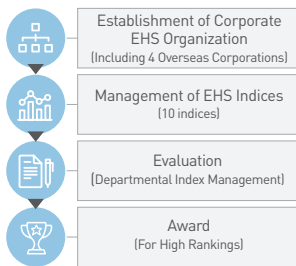 Establishment of Corporate
EHS Organization
(Including 4 Overseas Corporations)
Management of EHS Indices
(10 indices)
Evaluation
(Departmental Index Management)
Award
(For High Rankings)